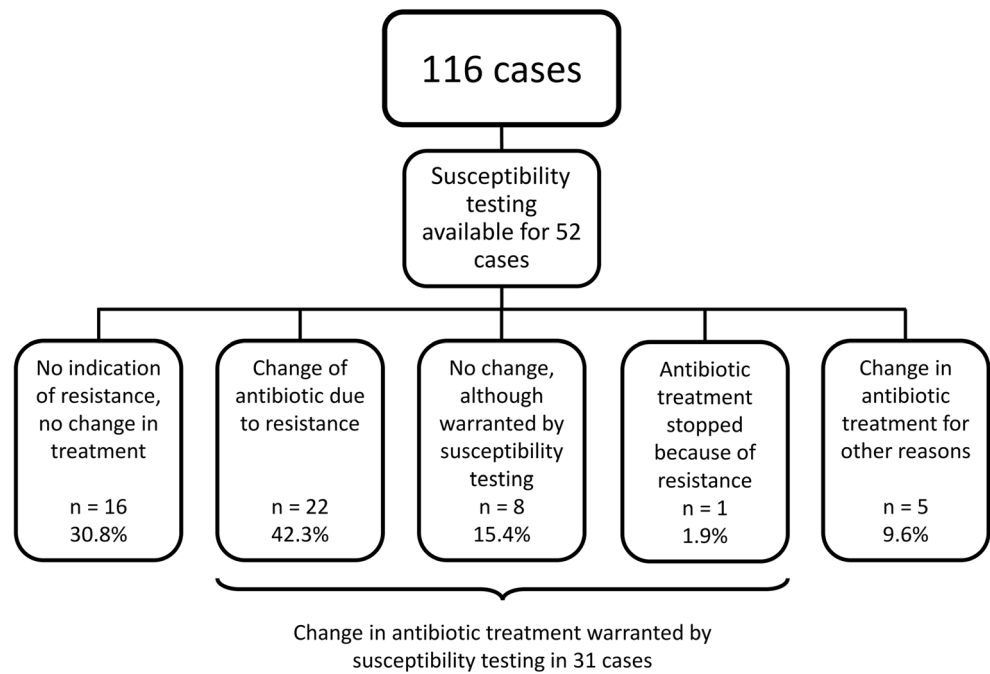 116 cases
Susceptibility
testing
available for 52
cases
No indication
of resistance,
no change in
treatment
n = 16
30.8%
Change of
antibiotic due
to resistance
n = 22
42.3%
No change,
although
warranted by
susceptibility
testing
n = 8
15.4%
Antibiotic
treatment
stopped
because of
resistance
n = 1
1.9%
Change in
antibiotic
treatment for
other reasons
n = 5
9.6%
Change in antibiotic treatment warranted by
susceptibility testing in 31 cases